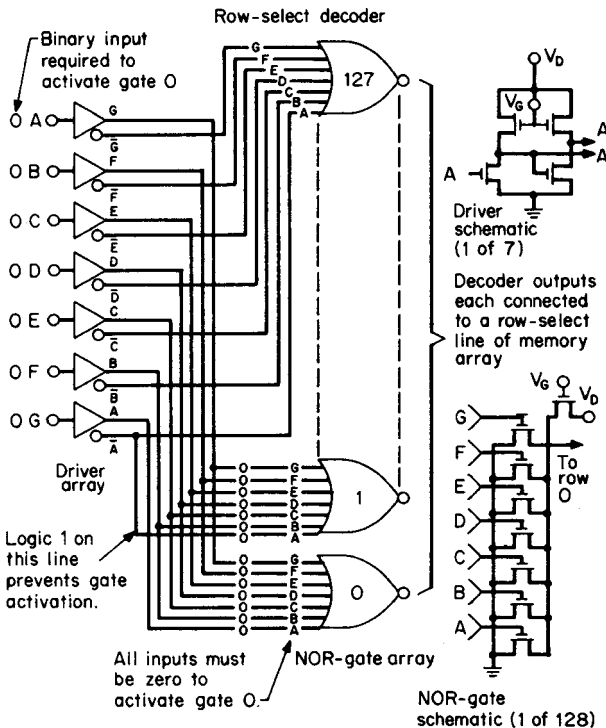 Row-select decoder
Binary input
required to
activate gate 0
0 A
G
G̅
0 B
F
F̅
0 C
E
E̅
0 D
D
D̅
0 E
C
C̅
0 F
B
B̅
0 G
A
A̅
Driver
array
G
F
E
D
C
B
A
127
Logic 1 on
this line
prevents gate
activation.
0 G
0 F
0 E
0 D
0 C
0 B
0 A
1
0 G
0 F
0 E
0 D
0 C
0 B
0 A
0
All inputs must
be zero to
activate gate 0.
NOR-gate array
V_D
V_G
A
A
A
Driver
schematic
(1 of 7)
Decoder outputs
each connected
to a row-select
line of memory
array
V_G
V_D
G
F
E
D
C
B
A
To
row
0
NOR-gate
schematic (1 of 128)